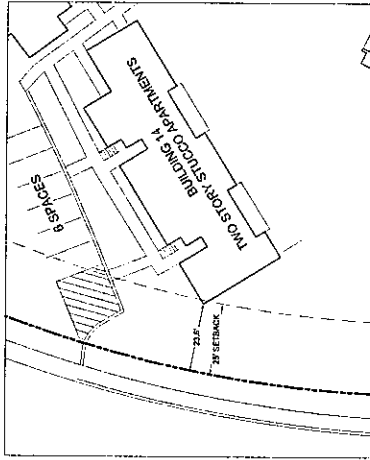 6 SPACES
BUILDING 14
TWO STORY STUCCO APARTMENTS
23.5'
25' SETBACK